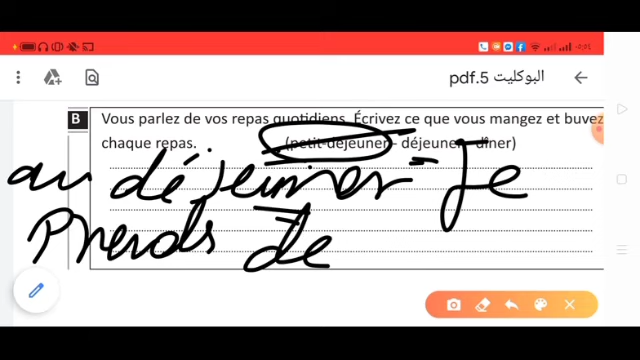 البوكليت 5.pdf
B Vous parlez de vos repas quotidiens. Écrivez ce que vous mangez et buvez
chaque repas. (petit-déjeuner - déjeuner - dîner)
au déjeuner - Je
Prends de